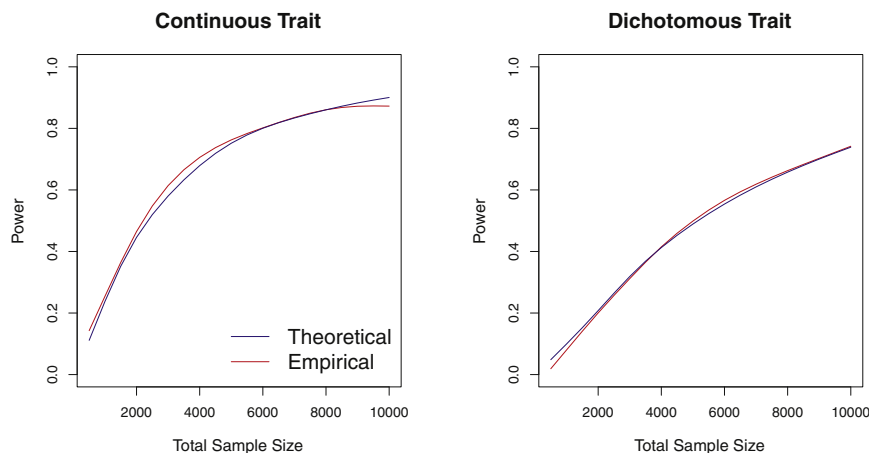 Continuous Trait
Power
0.0 0.2 0.4 0.6 0.8 1.0
2000 4000 6000 8000 10000
Total Sample Size
Theoretical
Empirical
Dichotomous Trait
Power
0.0 0.2 0.4 0.6 0.8 1.0
2000 4000 6000 8000 10000
Total Sample Size